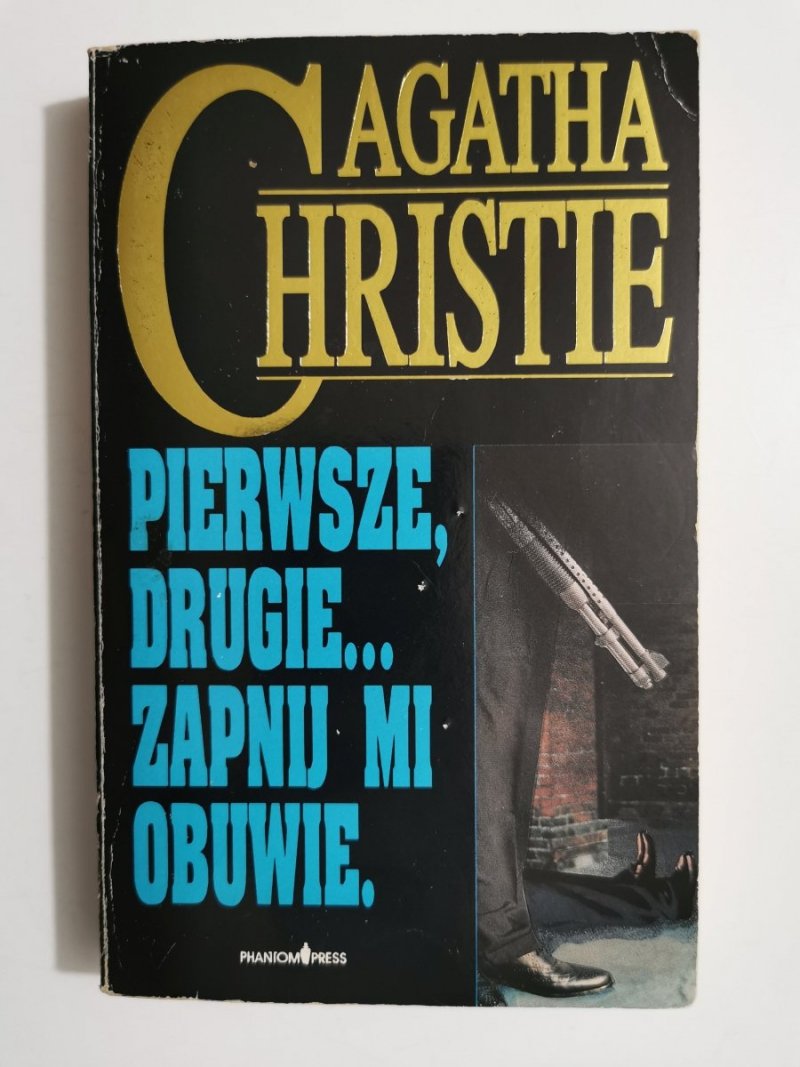 AGATHA
CHRISTIE
PIERWSZE,
DRUGIE...
ZAPNIJ MI
OBUWIE.
PHANTOM PRESS